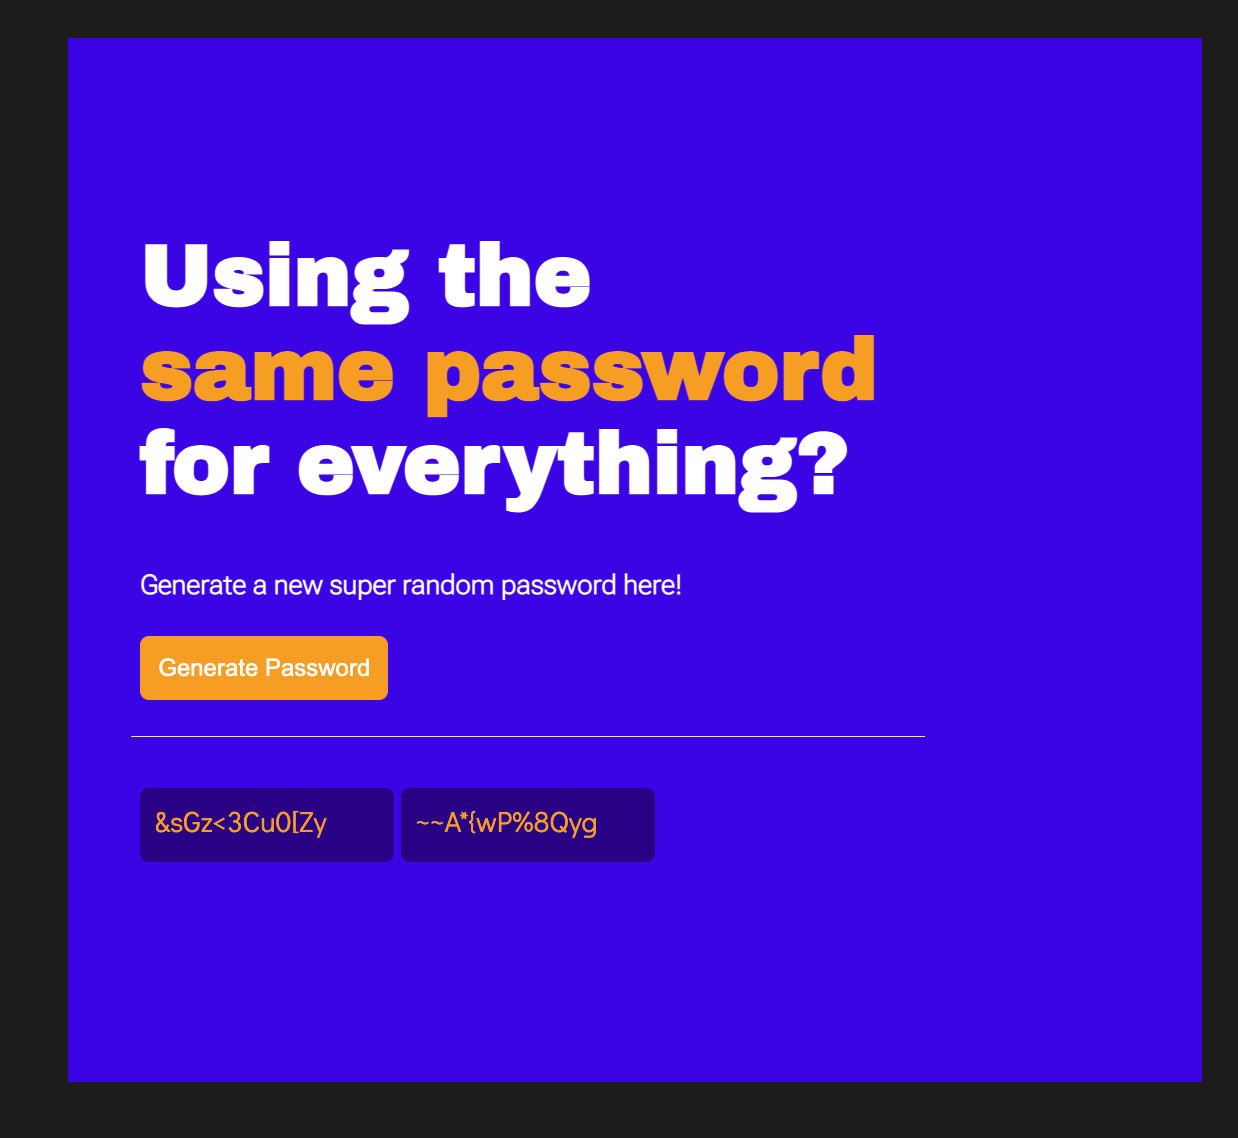 Using the
same password
for everything?
Generate a new super random password here!
Generate Password
&sGz<3Cu0[Zy
~~A*{wP%8Qyg